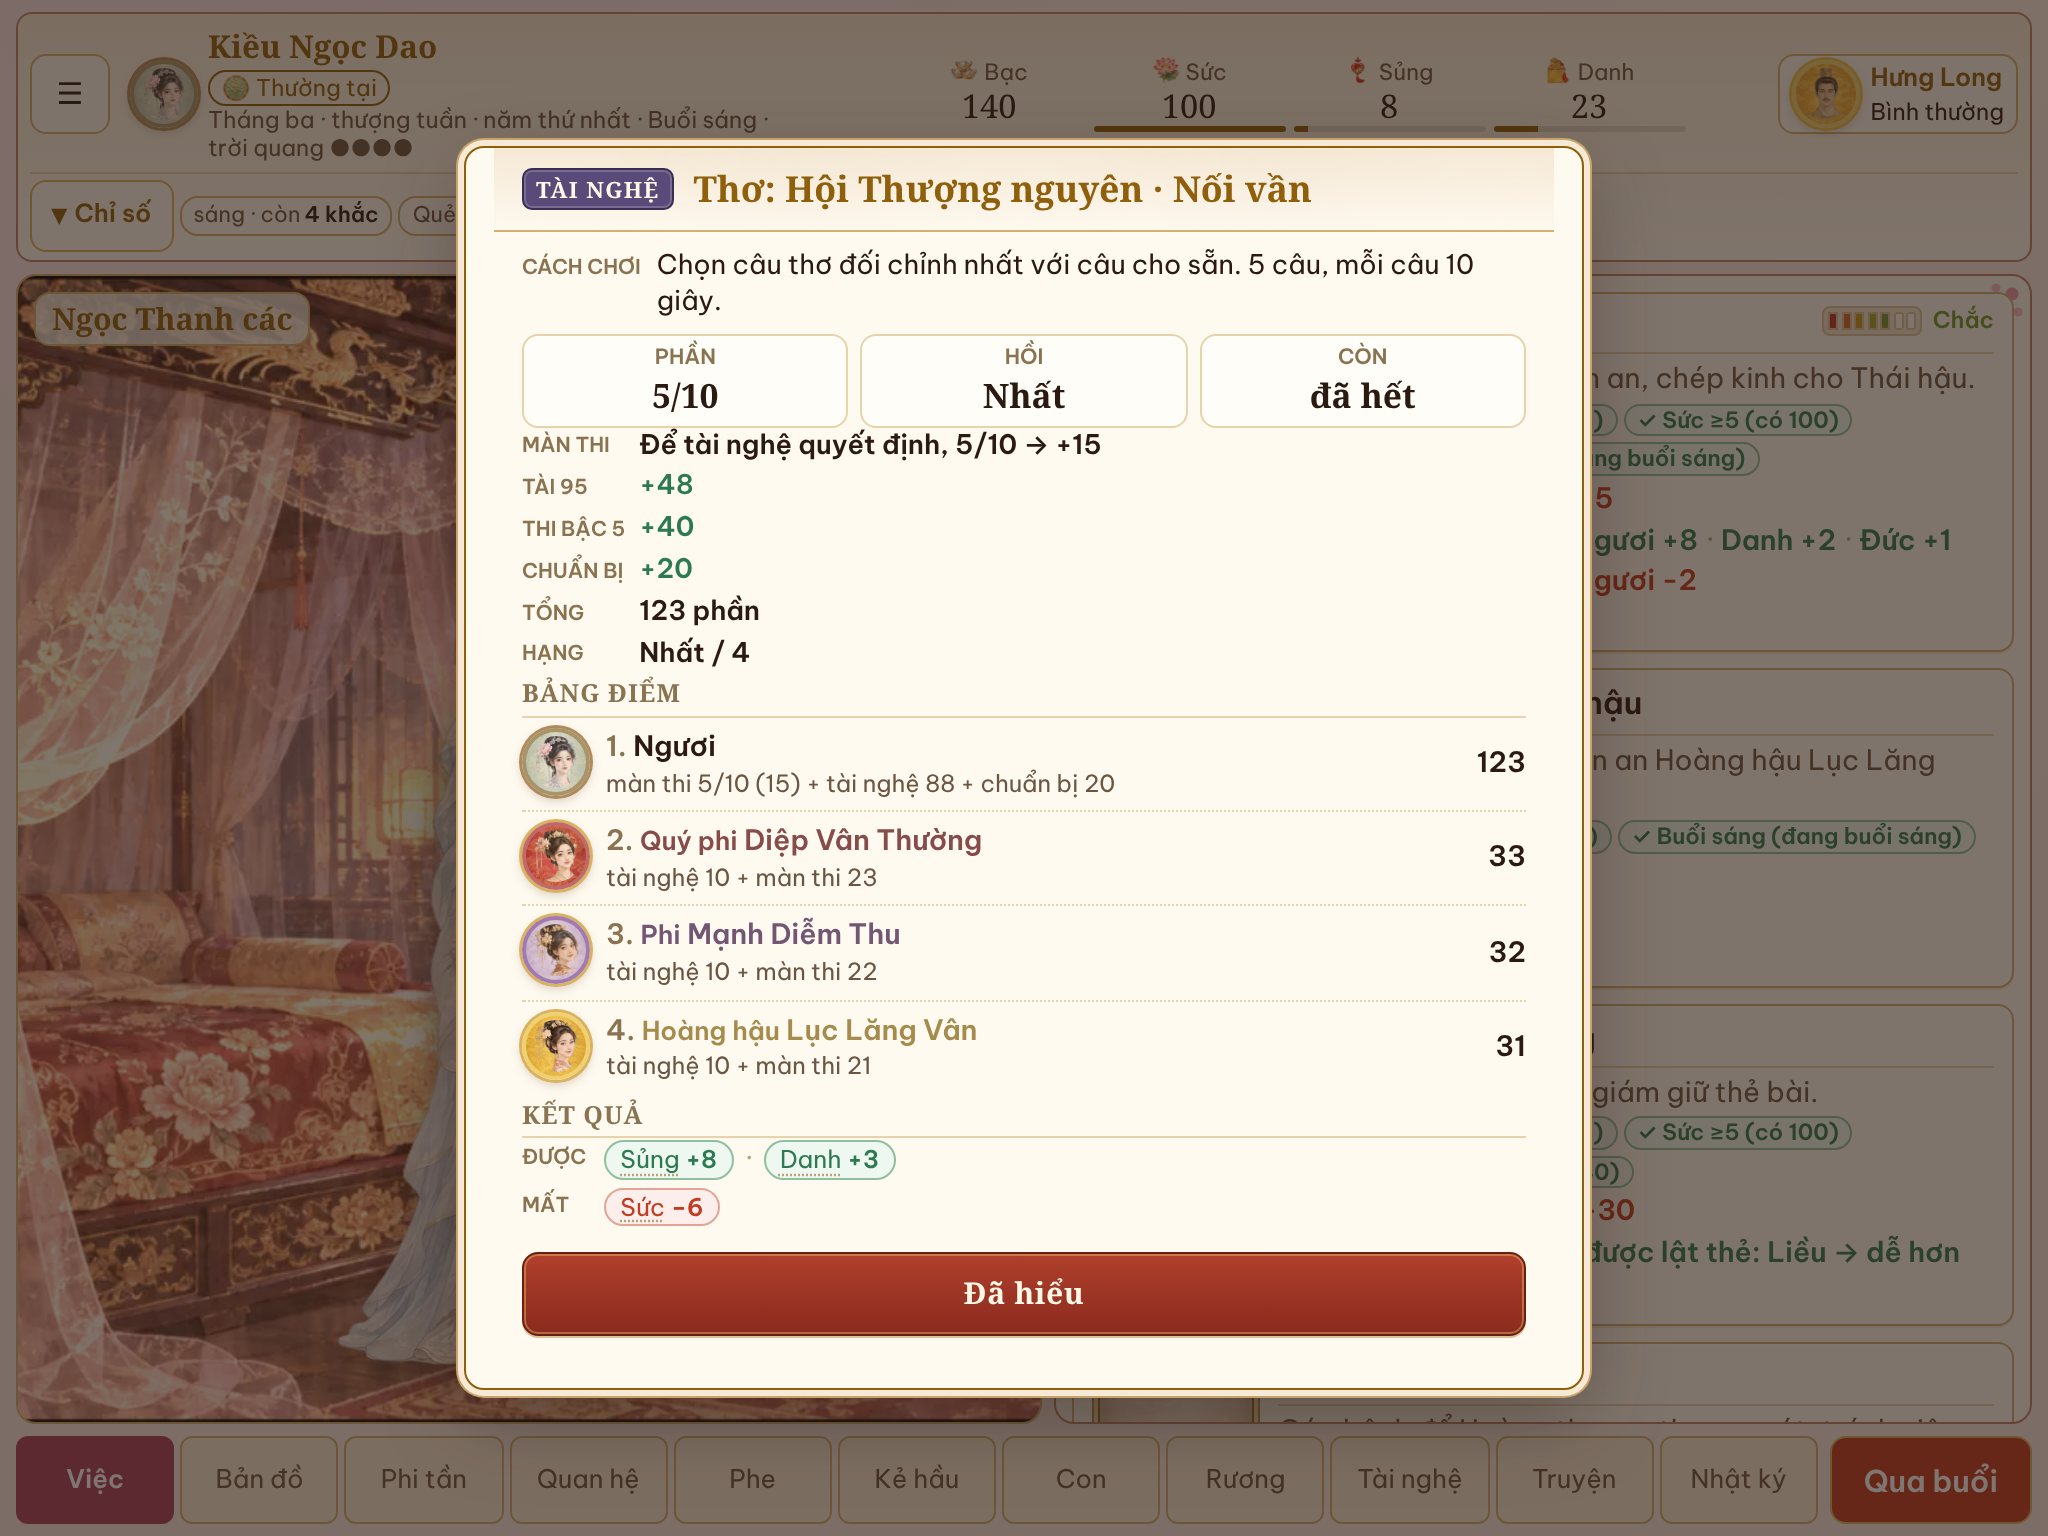 ☰
Kiều Ngọc Dao
Thường tại
Tháng ba · thượng tuần · năm thứ nhất · Buổi sáng ·
trời quang
Bạc
140
Sức
100
Sủng
8
Danh
23
Hưng Long
Bình thường
▼ Chỉ số
sáng · còn 4 khắc
Ngọc Thanh các
TÀI NGHỆ
Thơ: Hội Thượng nguyên · Nối vần
CÁCH CHƠI Chọn câu thơ đối chỉnh nhất với câu cho sẵn. 5 câu, mỗi câu 10
giây.
PHẦN
5/10
HỒI
Nhất
CÒN
đã hết
MÀN THI Để tài nghệ quyết định, 5/10 → +15
TÀI 95 +48
THI BẬC 5 +40
CHUẨN BỊ +20
TỔNG 123 phần
HẠNG Nhất / 4
BẢNG ĐIỂM
1. Ngươi
màn thi 5/10 (15) + tài nghệ 88 + chuẩn bị 20
123
2. Quý phi Diệp Vân Thường
tài nghệ 10 + màn thi 23
33
3. Phi Mạnh Diễm Thu
tài nghệ 10 + màn thi 22
32
4. Hoàng hậu Lục Lăng Vân
tài nghệ 10 + màn thi 21
31
KẾT QUẢ
ĐƯỢC Sủng +8 · Danh +3
MẤT Sức −6
Đã hiểu
Chắc
an, chép kinh cho Thái hậu.
✓ Sức ≥5 (có 100)
buổi sáng)
5
+8 · Danh +2 · Đức +1
−2
an Hoàng hậu Lục Lăng
✓ Buổi sáng (đang buổi sáng)
giám giữ thẻ bài.
✓ Sức ≥5 (có 100)
30
được lật thẻ: Liều → dễ hơn
Việc
Bản đồ
Phi tần
Quan hệ
Phe
Kẻ hầu
Con
Rương
Tài nghệ
Truyện
Nhật ký
Qua buổi